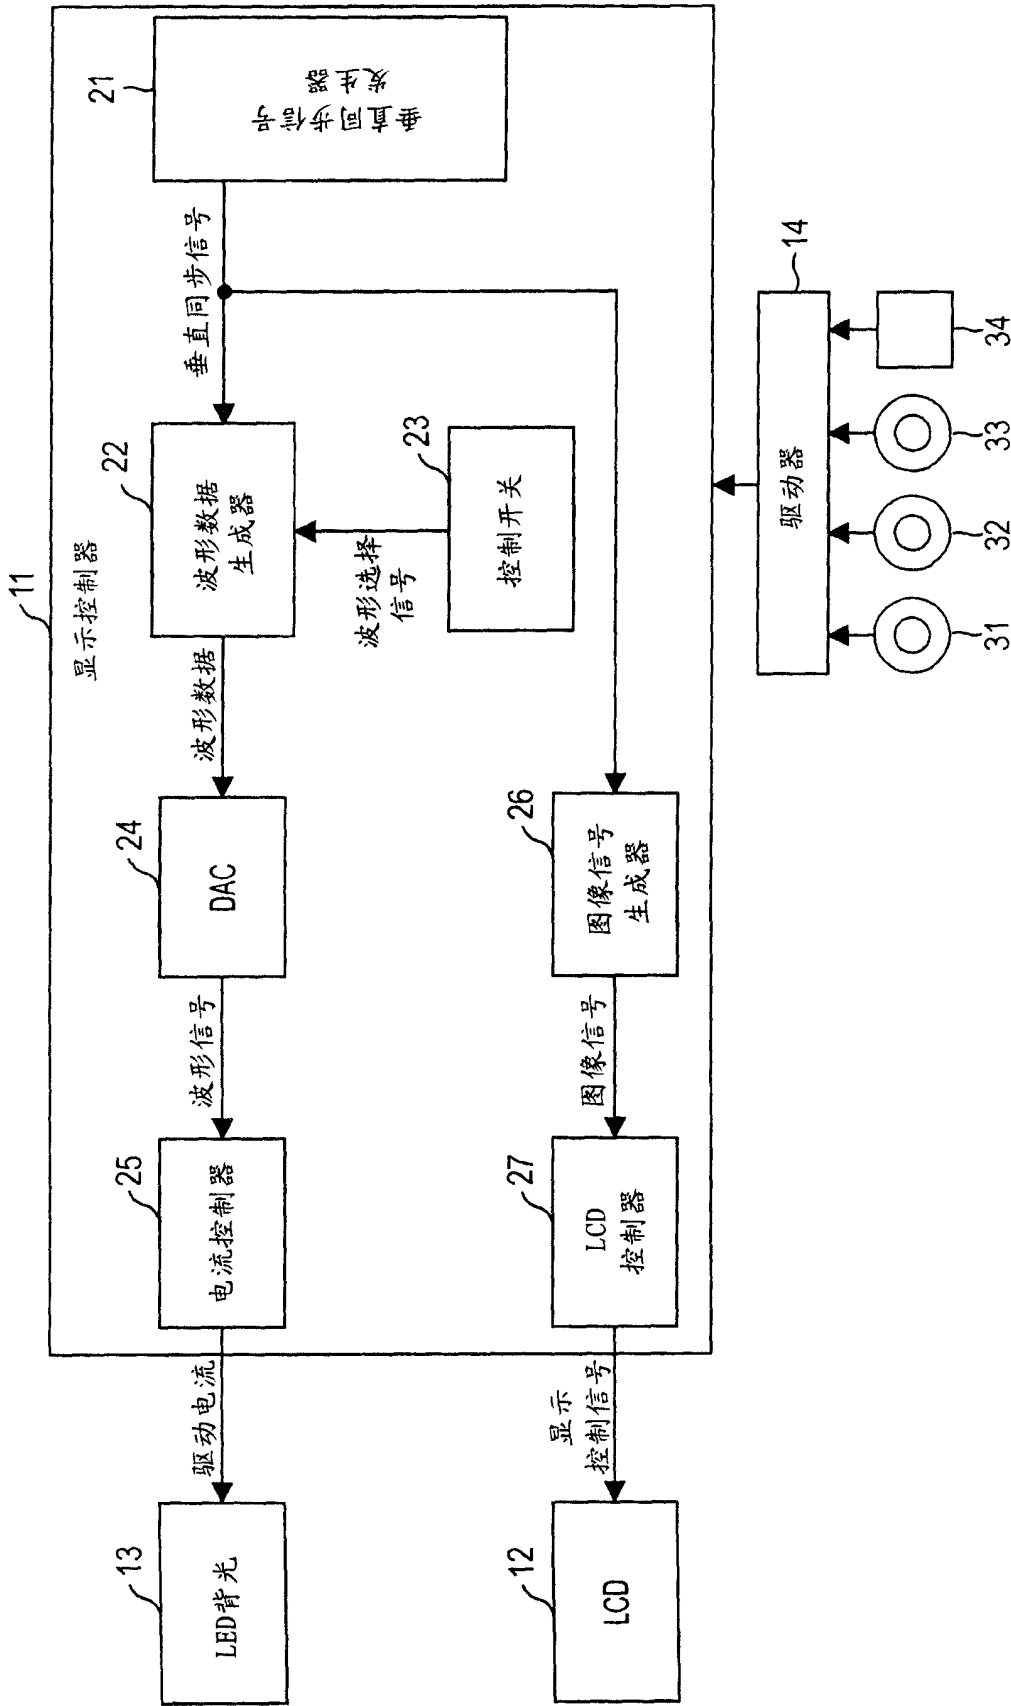 11
显示控制器
21
垂直同步信号
发生器
垂直同步信号
22
波形数据
生成器
23
控制开关
波形选择
信号
波形数据
24
DAC
波形信号
25
电流控制器
驱动电流
13
LED背光
26
图像信号
生成器
图像信号
27
LCD
控制器
显示
控制信号
12
LCD
14
驱动器
31
32
33
34